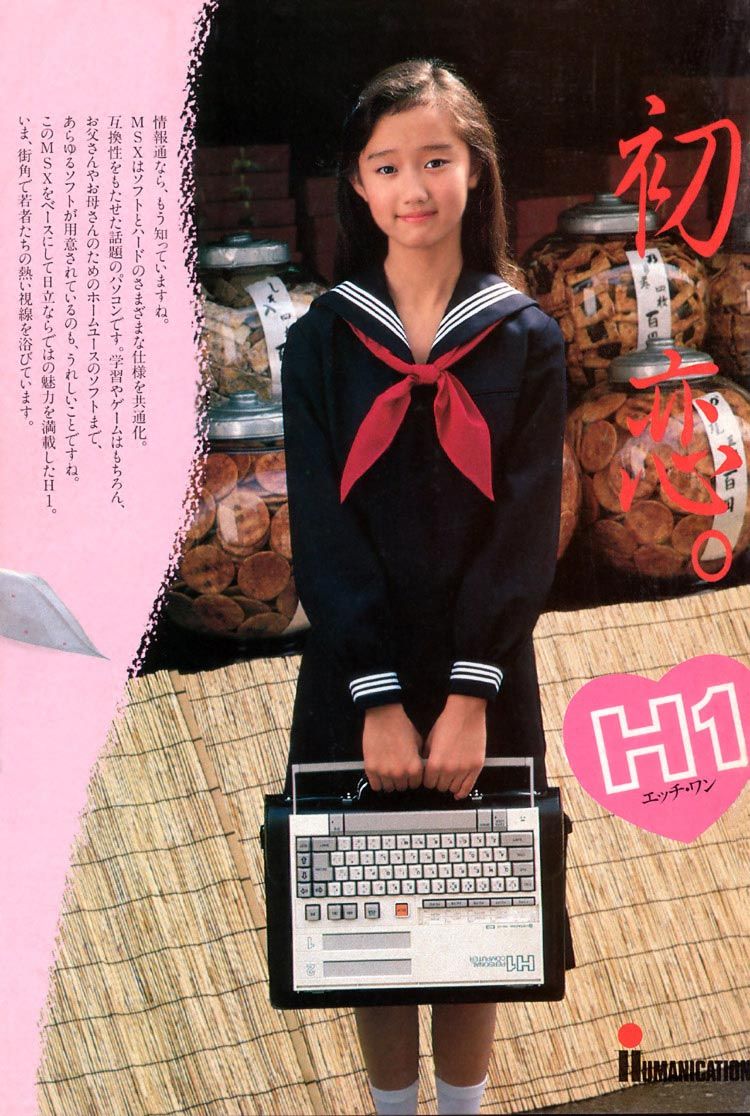 初恋。
情報通なら、もう知っていますね。
MSXはソフトとハードのさまざまな仕様を共通化。
互換性をもたせた話題のパソコンです。学習やゲームはもちろん、
お父さんやお母さんのためのホームユースのソフトまで、
あらゆるソフトが用意されているのも、うれしいことですね。
このMSXをベースにして日立ならではの魅力を満載したH1。
いま、街角で若者たちの熱い視線を浴びています。
四枚
百円
百円
H1
エッチ・ワン
1
2
H1 PERSONAL
COMPUTER
HUMANICATION